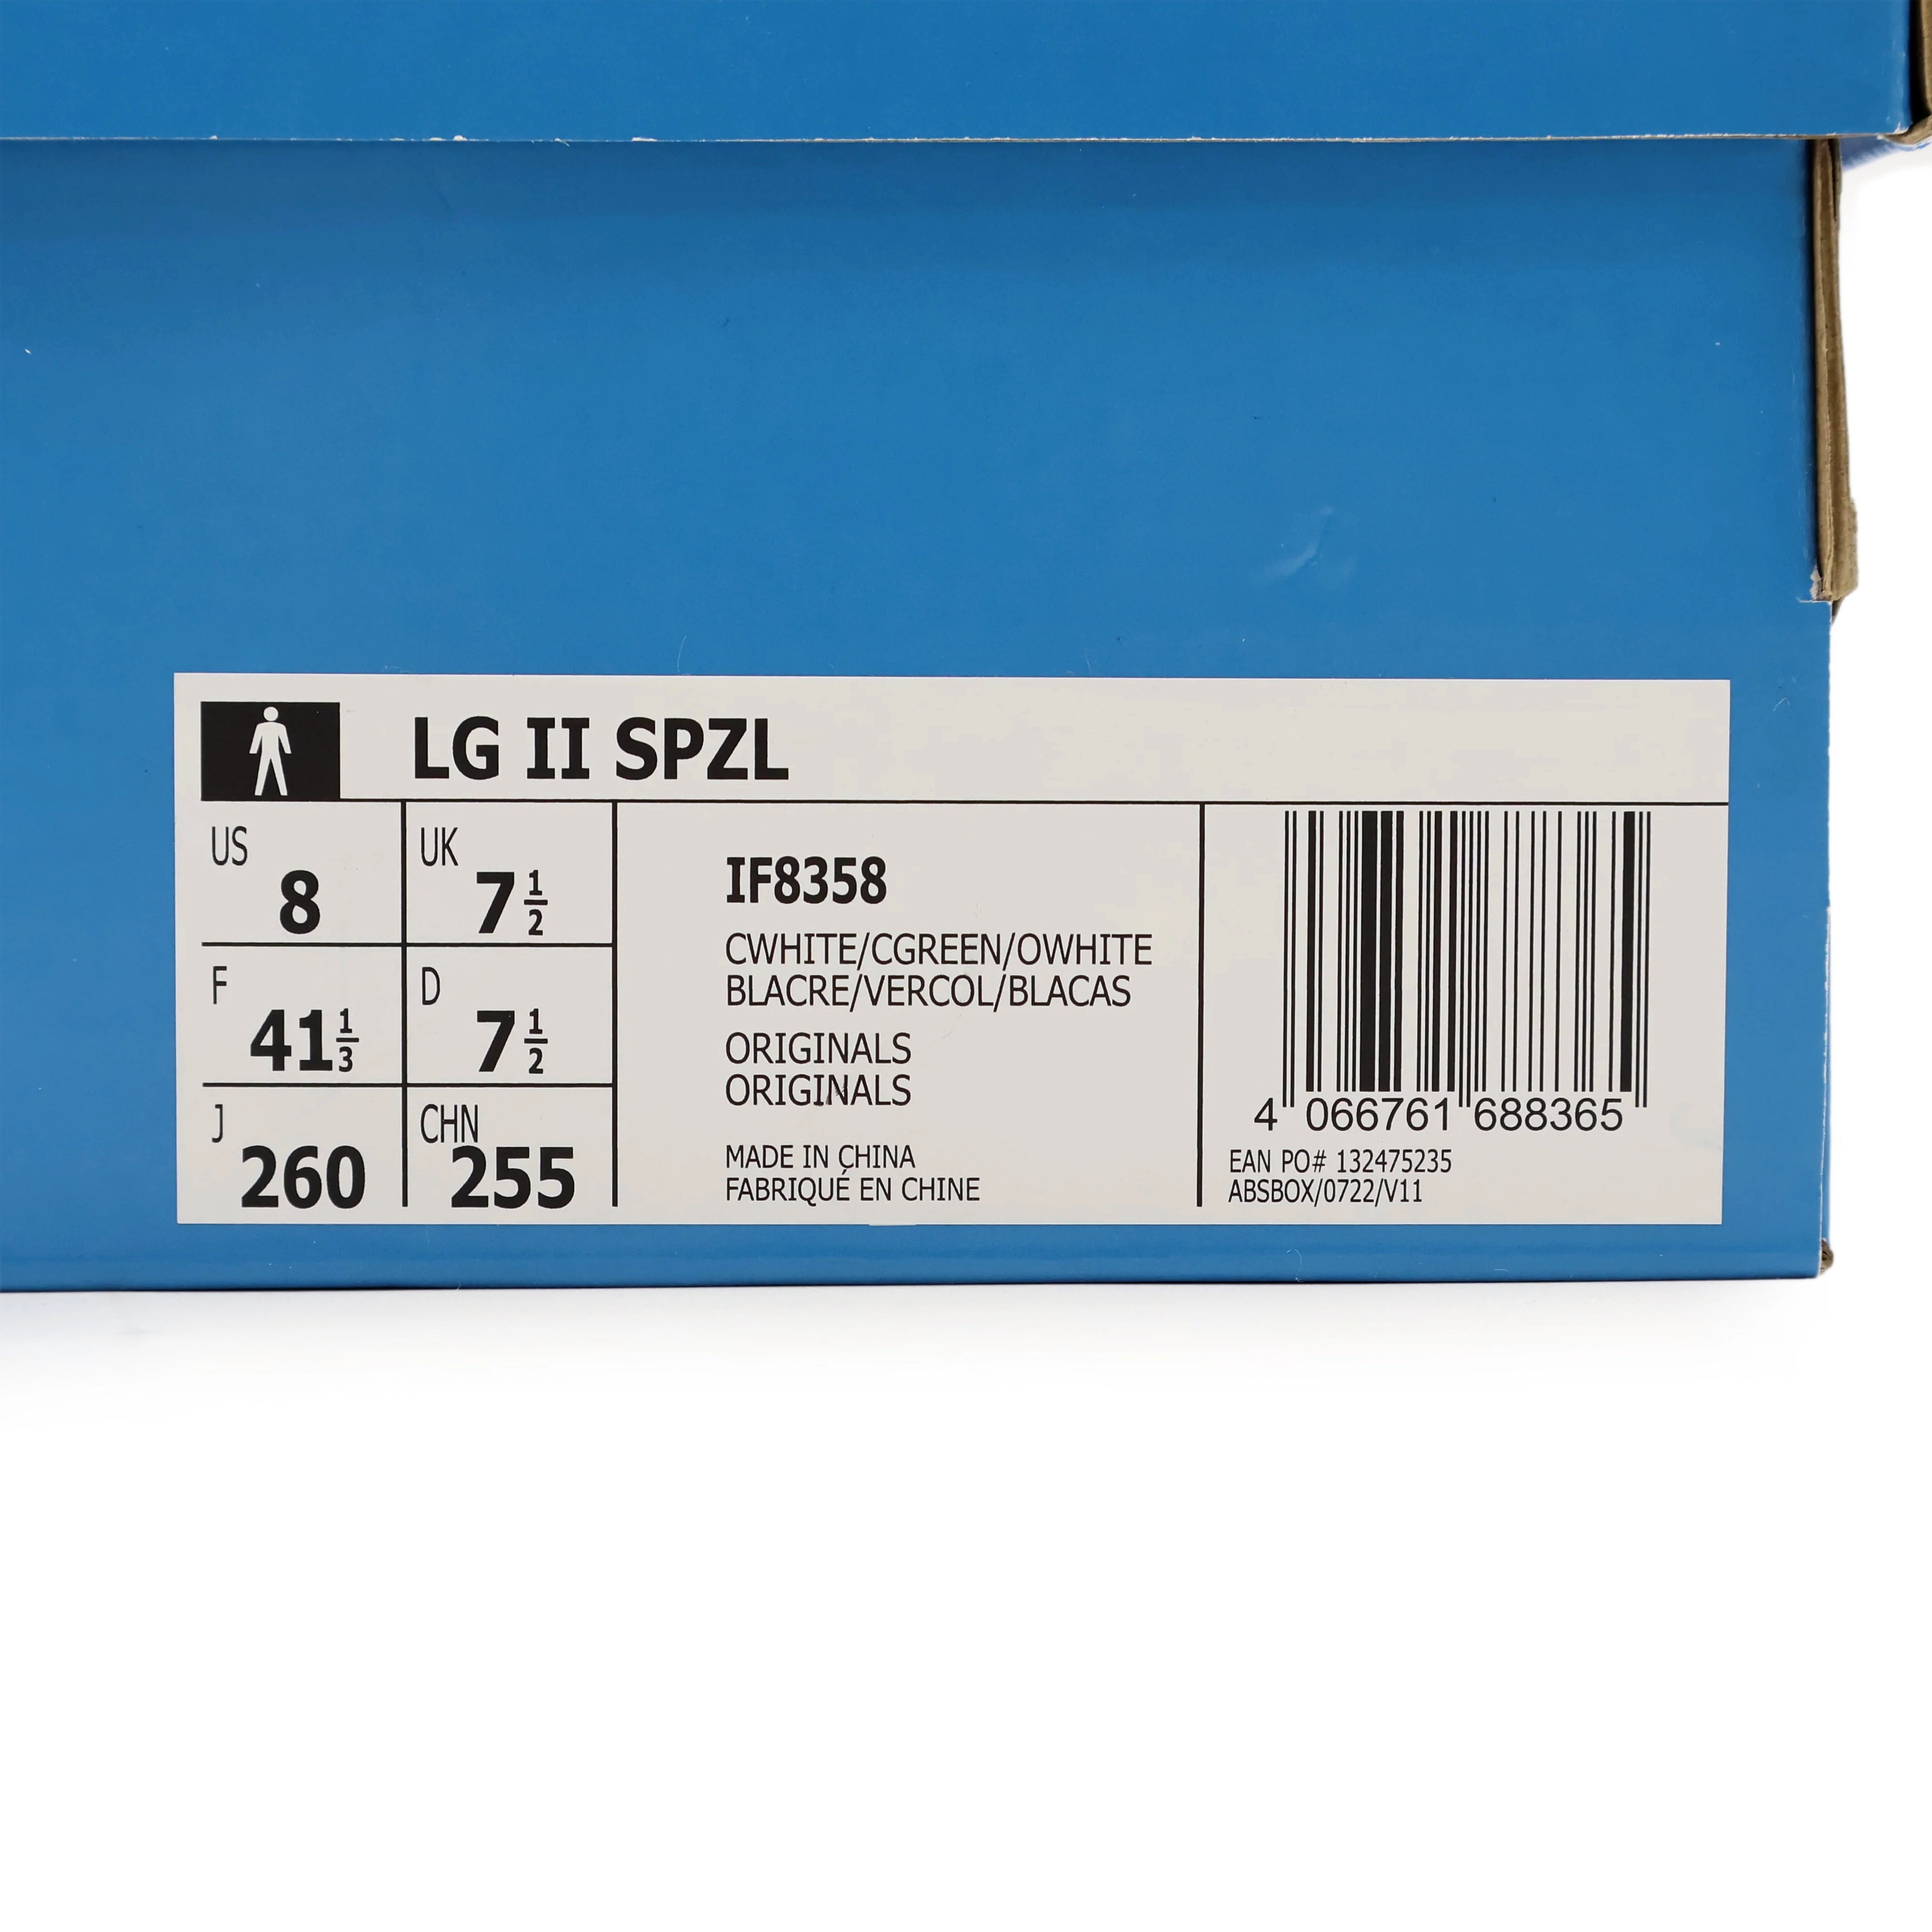 LG II SPZL
US 8
UK 7 1/2
F 41 1/3
D 7 1/2
J 260
CHN 255
IF8358
CWHITE/CGREEN/OWHITE
BLACRE/VERCOL/BLACAS
ORIGINALS
ORIGINALS
MADE IN CHINA
FABRIQUÉ EN CHINE
4 066761 688365
EAN PO# 132475235
ABSBOX/0722/V11